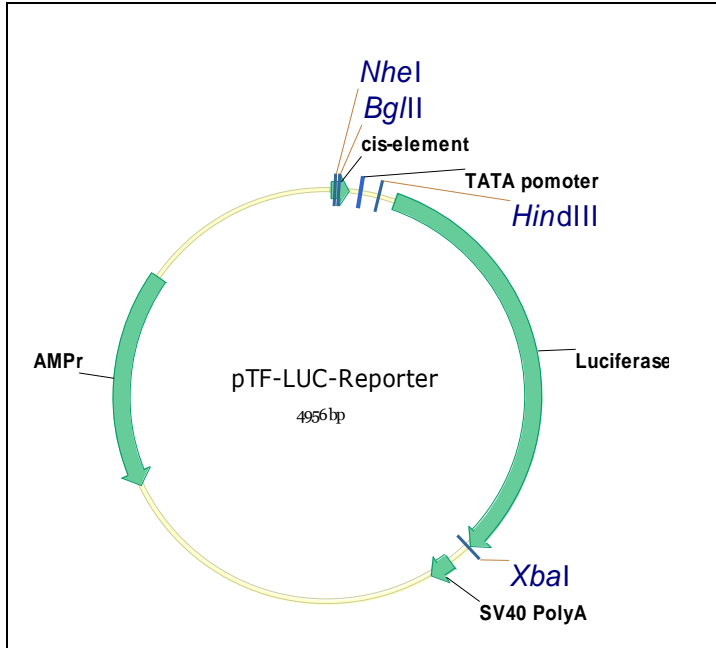 NheI
BglII
cis-element
TATA pomoter
HindIII
AMPr
pTF-LUC-Reporter
4956 bp
Luciferase
XbaI
SV40 PolyA